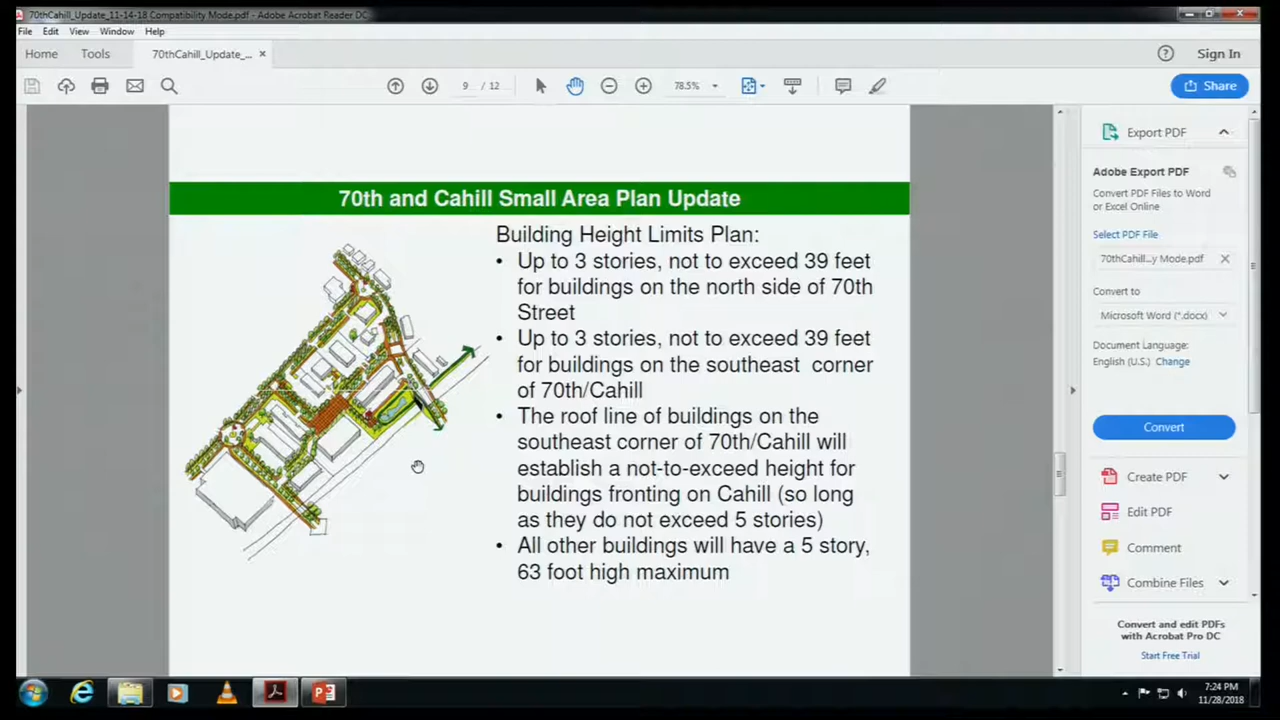 70thCahill_Update_11-14-18 Compatibility Mode.pdf - Adobe Acrobat Reader DC
File Edit View Window Help
Home Tools 70thCahill_Update_... × Sign In
9 / 12 78.5% Share
Export PDF
Adobe Export PDF
Convert PDF Files to Word
or Excel Online
Select PDF File
70thCahill...y Mode.pdf
Convert to
Microsoft Word (*.docx)
Document Language:
English (U.S.) Change
Convert
Create PDF
Edit PDF
Comment
Combine Files
Convert and edit PDFs
with Acrobat Pro DC
Start Free Trial
70th and Cahill Small Area Plan Update
Building Height Limits Plan:
• Up to 3 stories, not to exceed 39 feet
for buildings on the north side of 70th
Street
• Up to 3 stories, not to exceed 39 feet
for buildings on the southeast corner
of 70th/Cahill
• The roof line of buildings on the
southeast corner of 70th/Cahill will
establish a not-to-exceed height for
buildings fronting on Cahill (so long
as they do not exceed 5 stories)
• All other buildings will have a 5 story,
63 foot high maximum
7:24 PM
11/28/2018